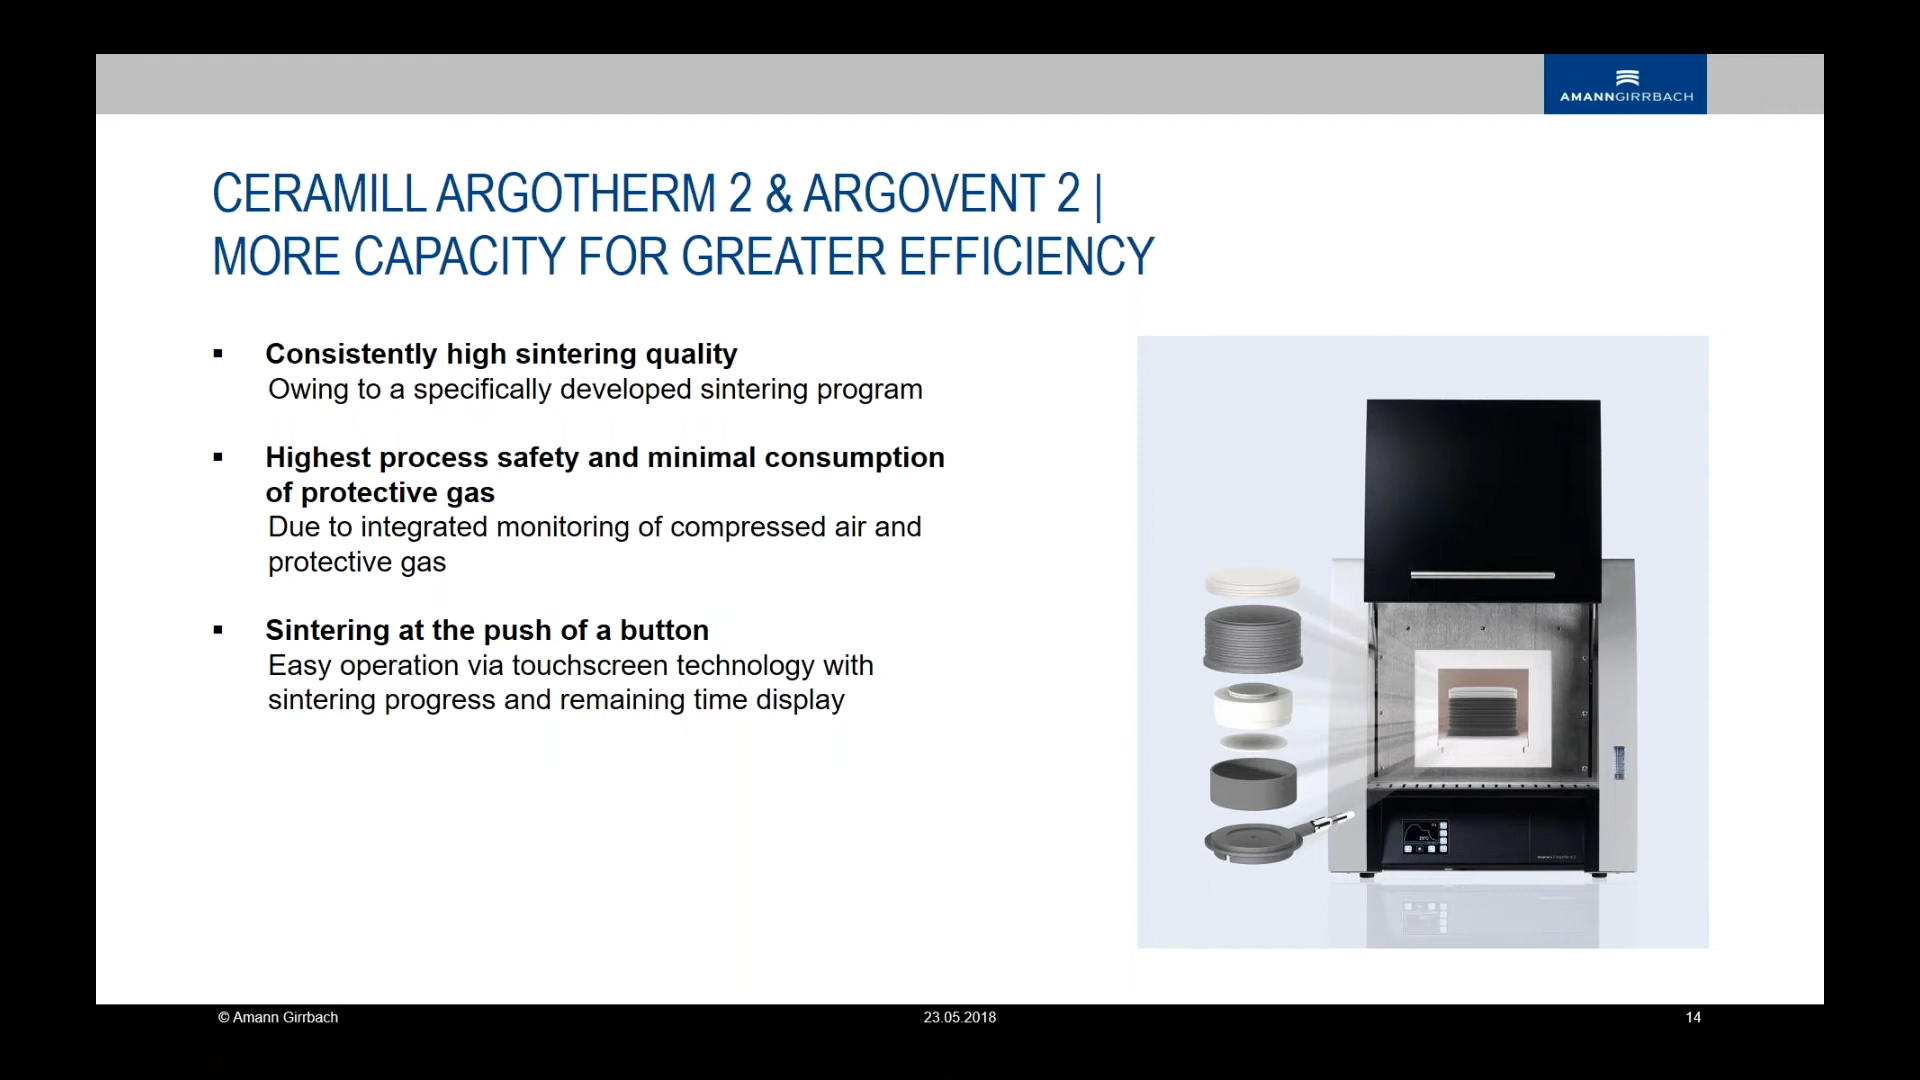 AMANNGIRRBACH
CERAMILL ARGOTHERM 2 & ARGOVENT 2 |
MORE CAPACITY FOR GREATER EFFICIENCY
▪ Consistently high sintering quality
Owing to a specifically developed sintering program
▪ Highest process safety and minimal consumption
of protective gas
Due to integrated monitoring of compressed air and
protective gas
▪ Sintering at the push of a button
Easy operation via touchscreen technology with
sintering progress and remaining time display
© Amann Girrbach
23.05.2018
14